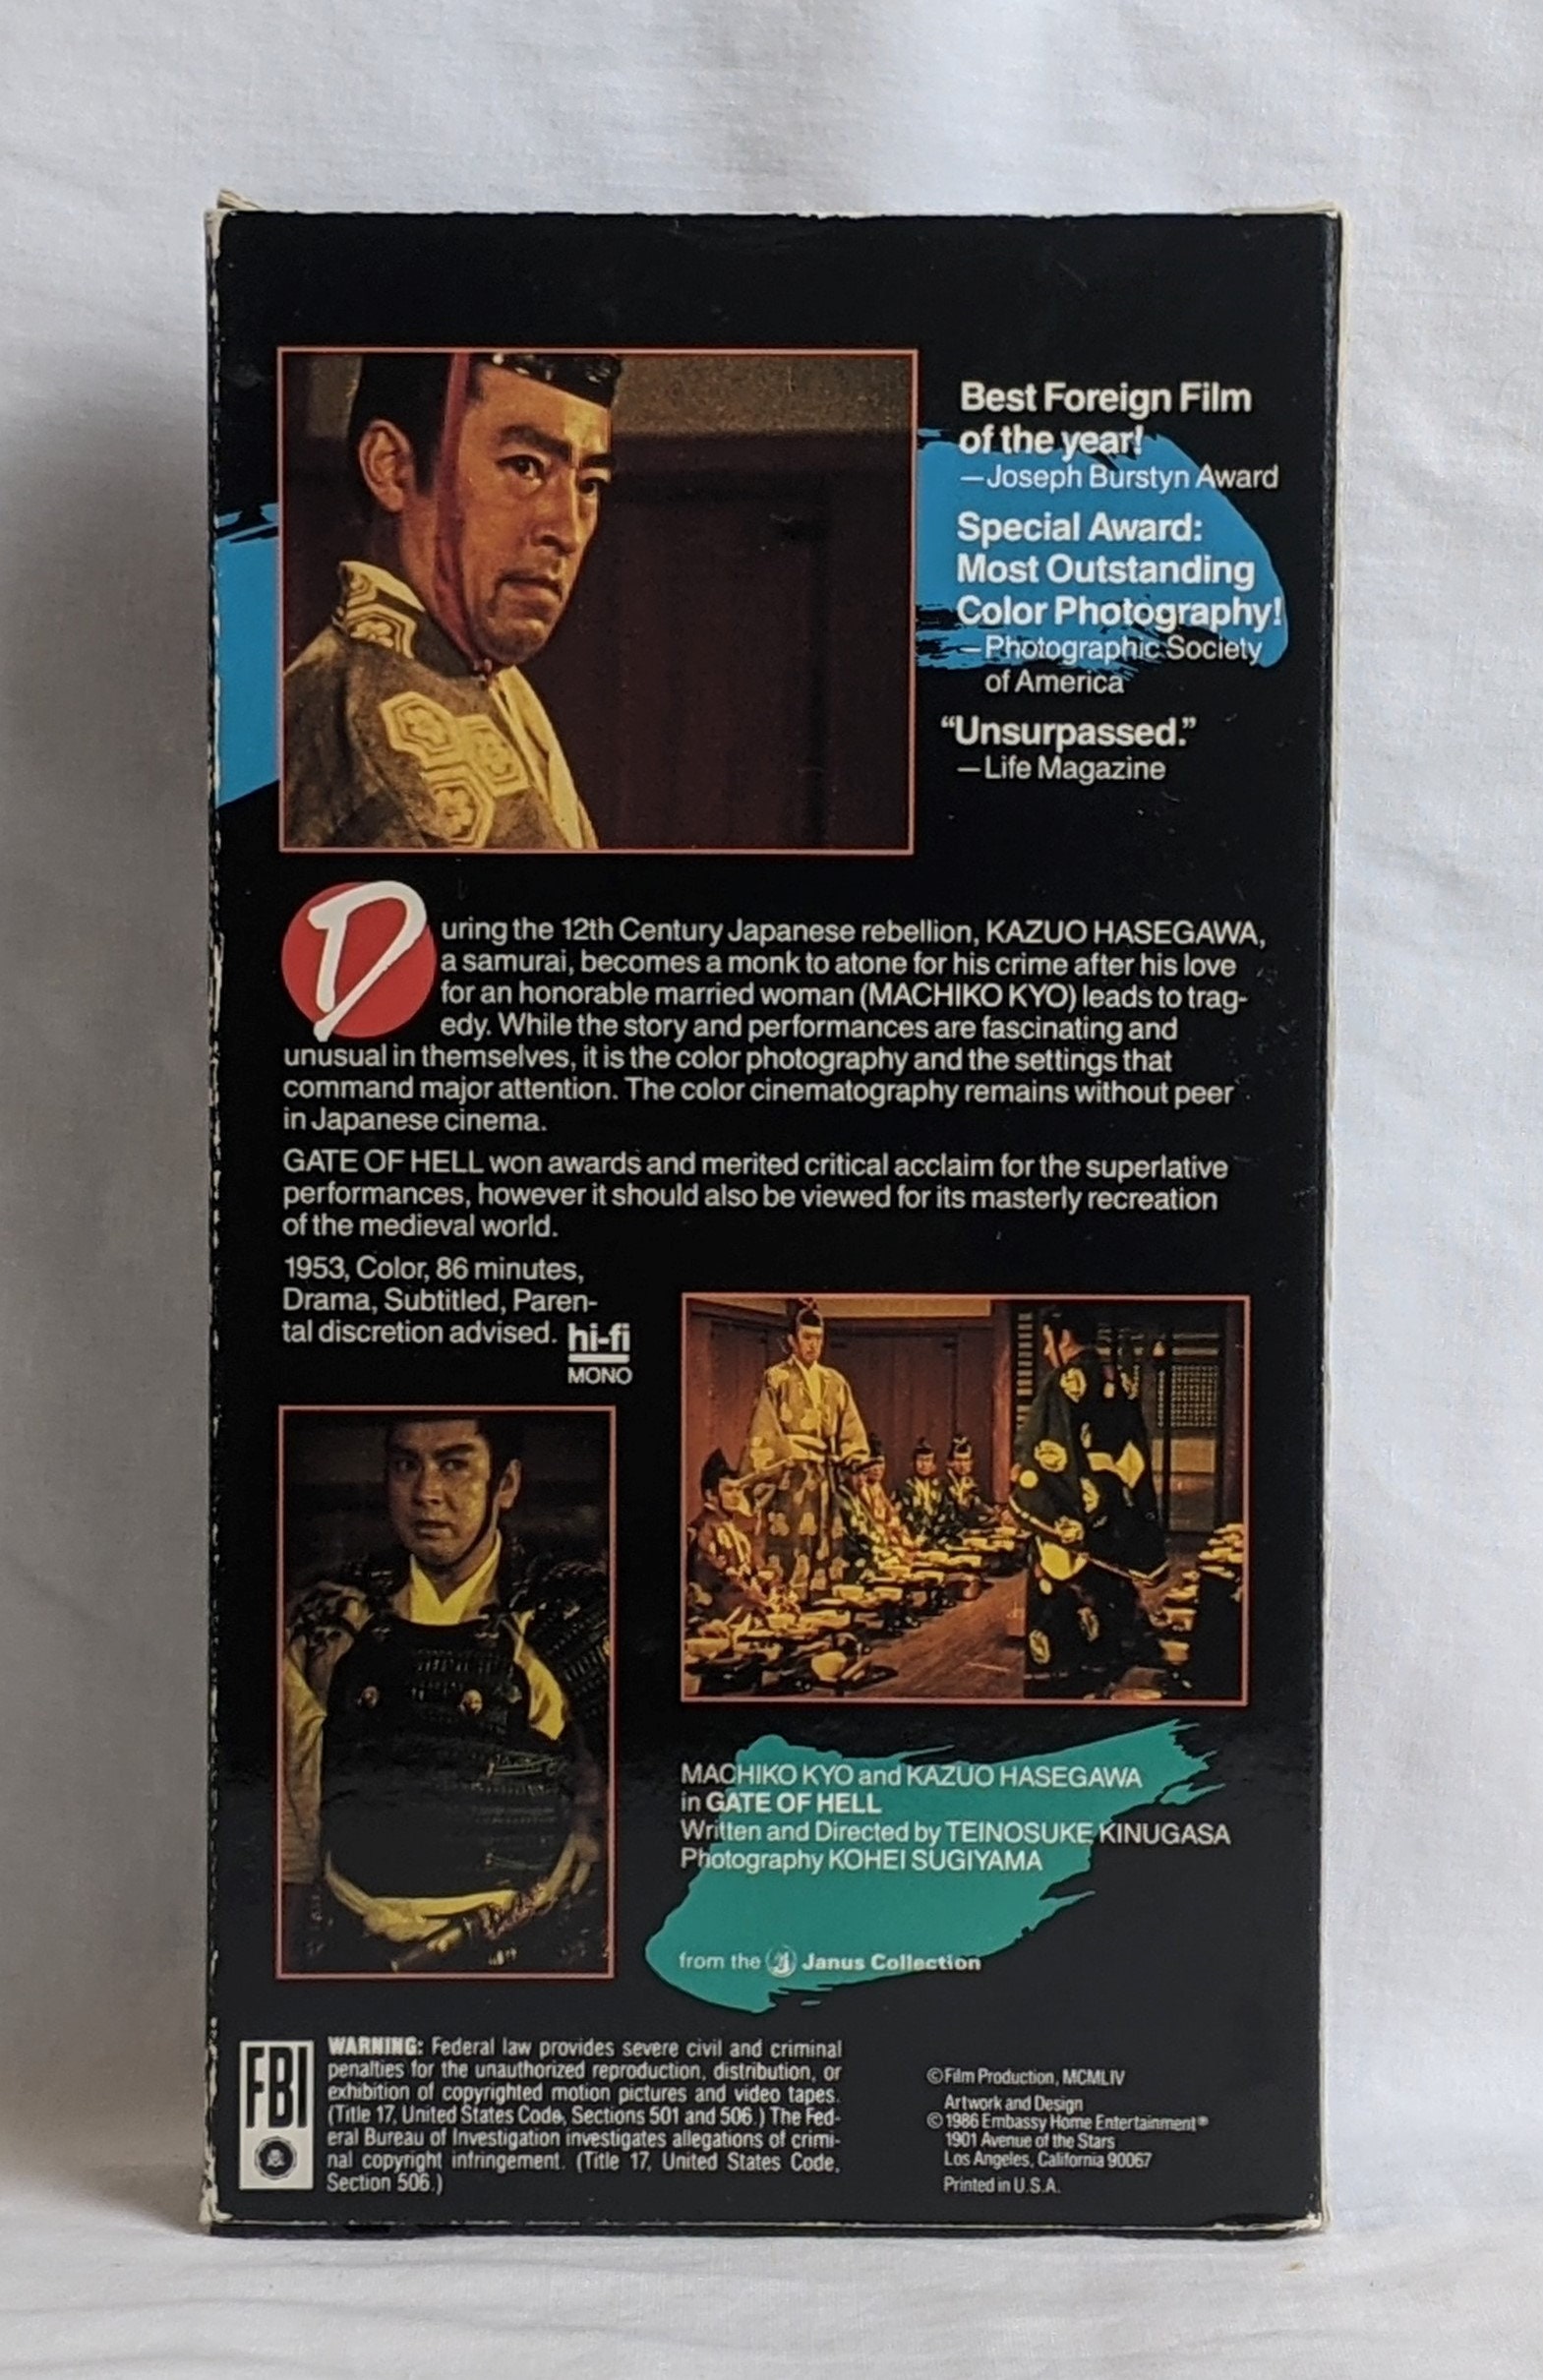 Best Foreign Film
of the year!
—Joseph Burstyn Award
Special Award:
Most Outstanding
Color Photography!
—Photographic Society
of America
“Unsurpassed.”
—Life Magazine
During the 12th Century Japanese rebellion, KAZUO HASEGAWA,
a samurai, becomes a monk to atone for his crime after his love
for an honorable married woman (MACHIKO KYO) leads to trag-
edy. While the story and performances are fascinating and
unusual in themselves, it is the color photography and the settings that
command major attention. The color cinematography remains without peer
in Japanese cinema.
GATE OF HELL won awards and merited critical acclaim for the superlative
performances, however it should also be viewed for its masterly recreation
of the medieval world.
1953, Color, 86 minutes,
Drama, Subtitled, Paren-
tal discretion advised.
hi-fi
MONO
MACHIKO KYO and KAZUO HASEGAWA
in GATE OF HELL
Written and Directed by TEINOSUKE KINUGASA
Photography KOHEI SUGIYAMA
from the Janus Collection
FBI
WARNING: Federal law provides severe civil and criminal
penalties for the unauthorized reproduction, distribution, or
exhibition of copyrighted motion pictures and video tapes.
(Title 17, United States Code, Sections 501 and 506.) The Fed-
eral Bureau of Investigation investigates allegations of crimi-
nal copyright infringement. (Title 17, United States Code,
Section 506.)
© Film Production, MCMLIV
Artwork and Design
© 1986 Embassy Home Entertainment®
1901 Avenue of the Stars
Los Angeles, California 90067
Printed in U.S.A.